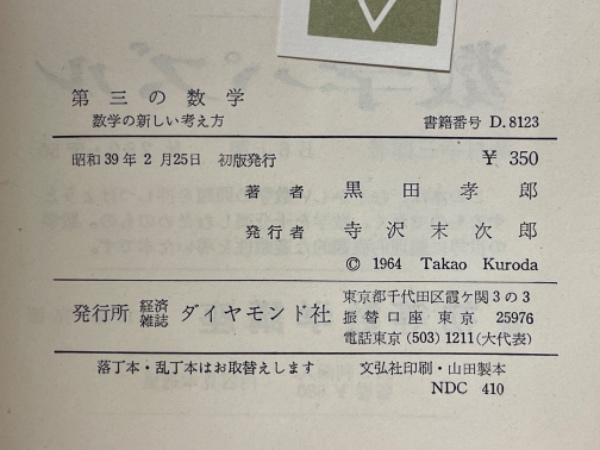 第三の数学
数学の新しい考え方
書籍番号 D.8123
昭和39年2月25日 初版発行
¥ 350
著者 黒田孝郎
発行者 寺沢末次郎
© 1964 Takao Kuroda
発行所 経済雑誌 ダイヤモンド社
東京都千代田区霞ケ関3の3
振替口座東京 25976
電話東京(503)1211(大代表)
落丁本・乱丁本はお取替えします
文弘社印刷・山田製本
NDC 410